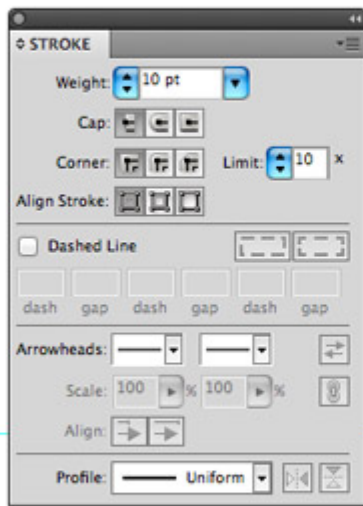 STROKE
Weight: 10 pt
Cap:
Corner: Limit: 10 x
Align Stroke:
Dashed Line
dash gap dash gap dash gap
Arrowheads:
Scale: 100 % 100 %
Align:
Profile: Uniform